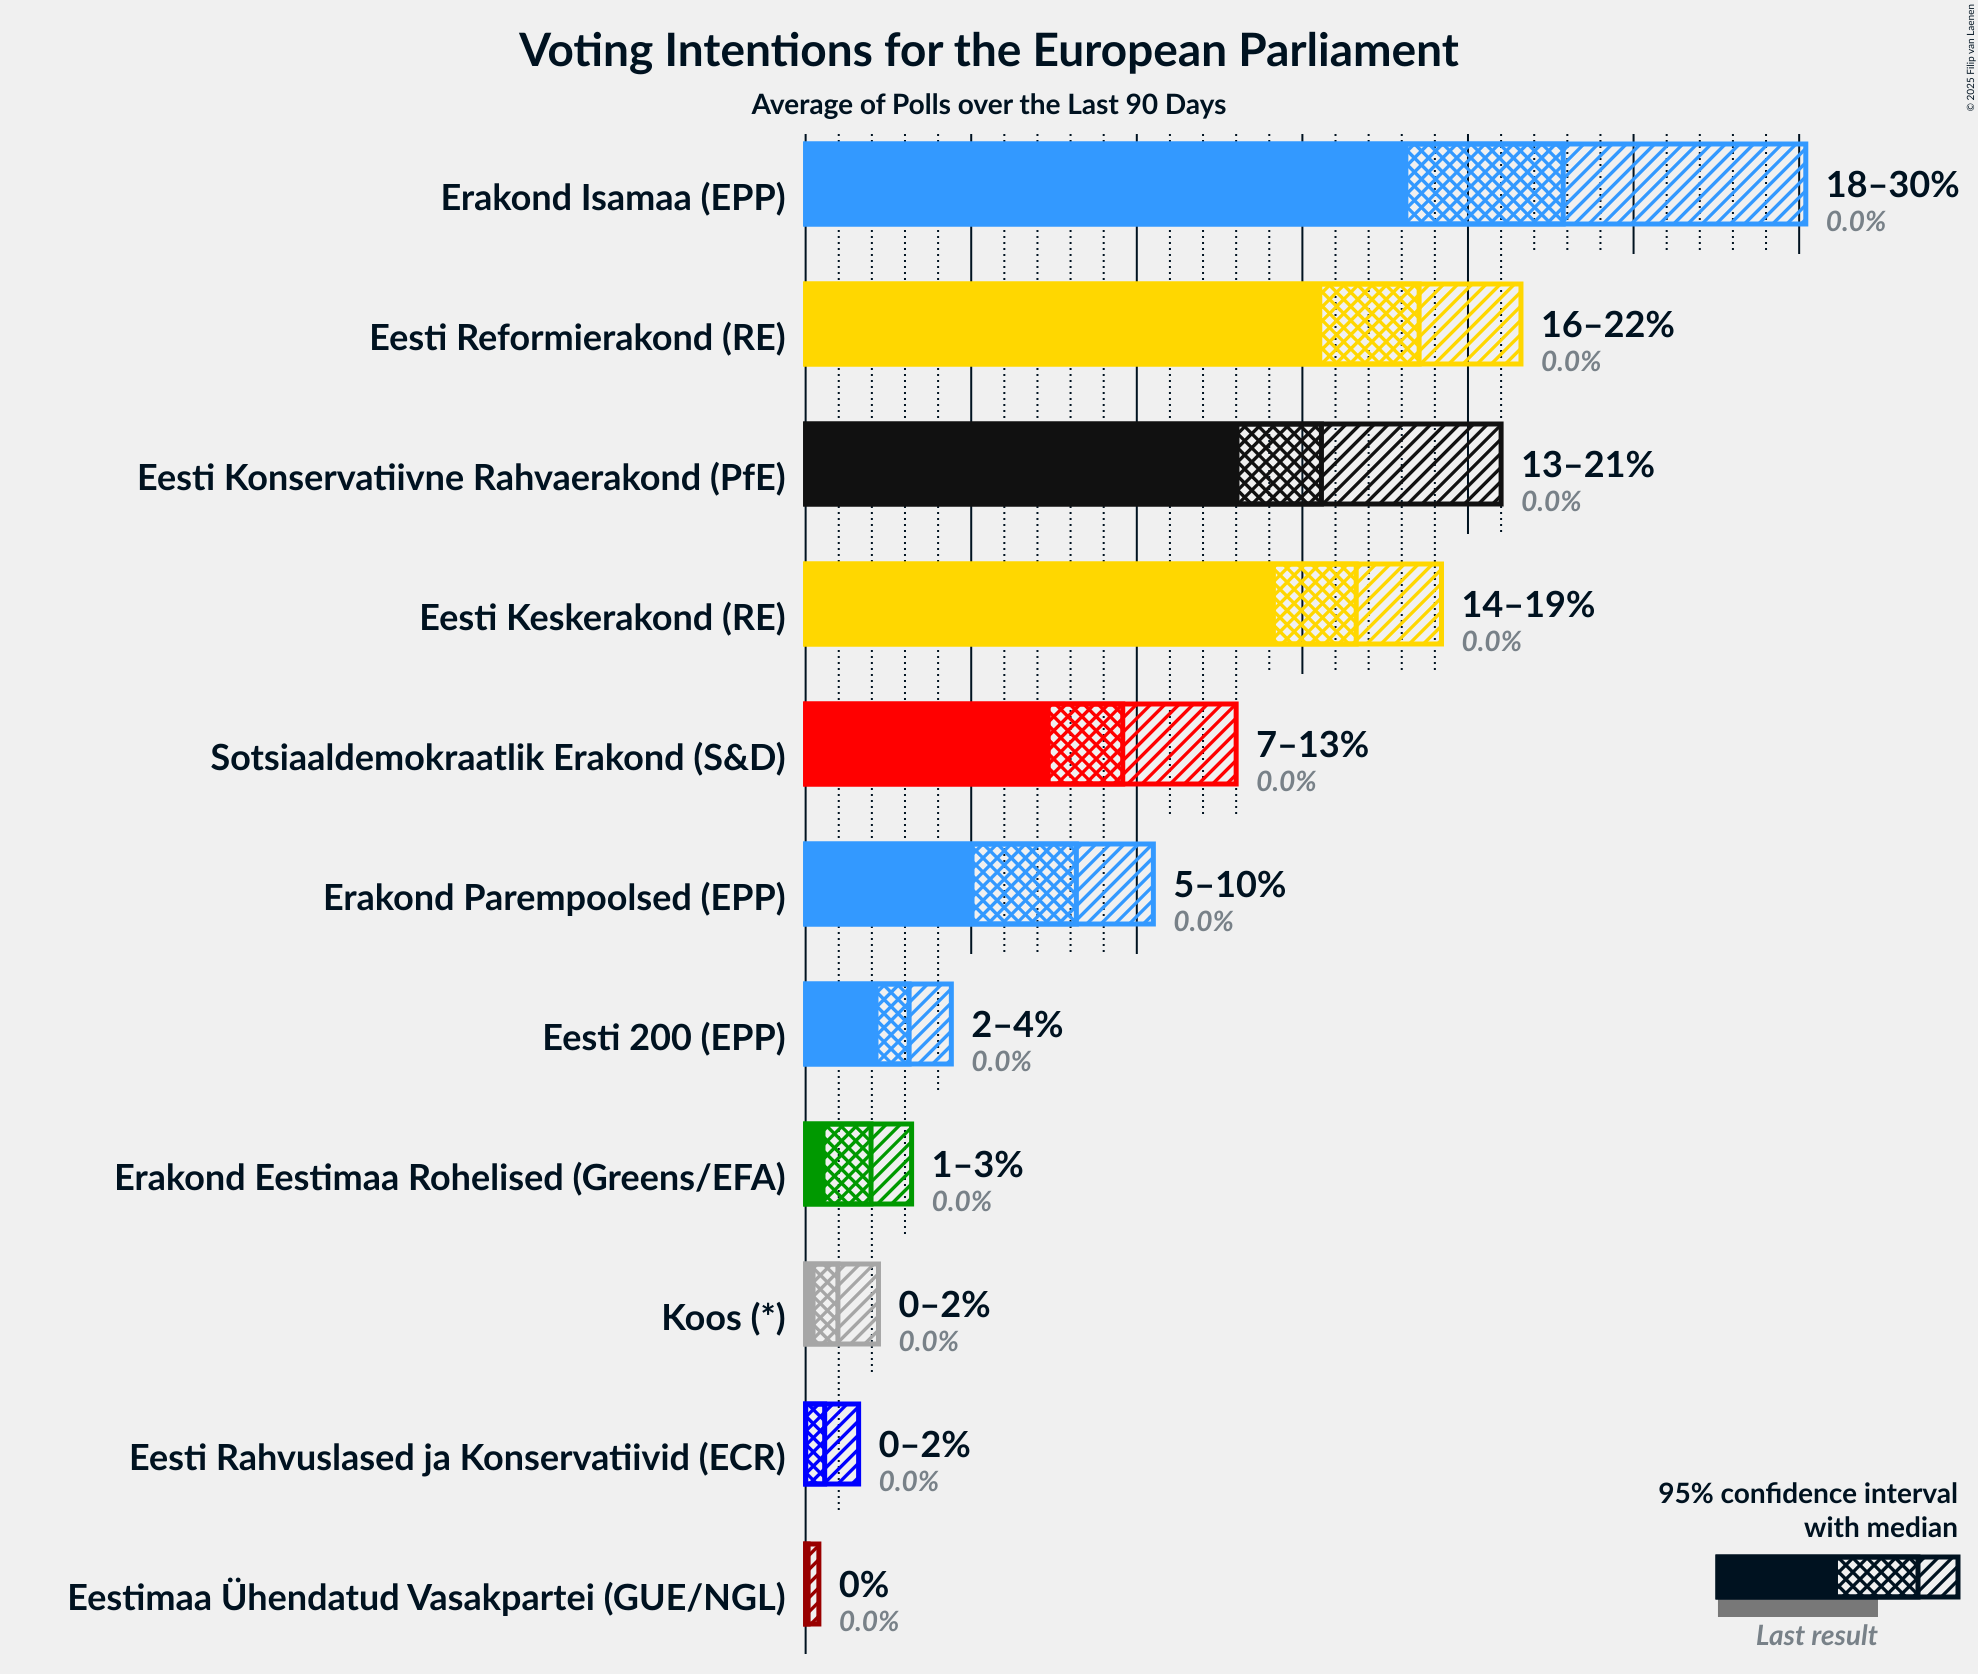 Voting Intentions for the European Parliament
Average of Polls over the Last 90 Days
© 2025 Filip van Laenen
Erakond Isamaa (EPP)
18–30%
0.0%
Eesti Reformierakond (RE)
16–22%
0.0%
Eesti Konservatiivne Rahvaerakond (PfE)
13–21%
0.0%
Eesti Keskerakond (RE)
14–19%
0.0%
Sotsiaaldemokraatlik Erakond (S&D)
7–13%
0.0%
Erakond Parempoolsed (EPP)
5–10%
0.0%
Eesti 200 (EPP)
2–4%
0.0%
Erakond Eestimaa Rohelised (Greens/EFA)
1–3%
0.0%
Koos (*)
0–2%
0.0%
Eesti Rahvuslased ja Konservatiivid (ECR)
0–2%
0.0%
Eestimaa Ühendatud Vasakpartei (GUE/NGL)
0%
0.0%
95% confidence interval
with median
Last result